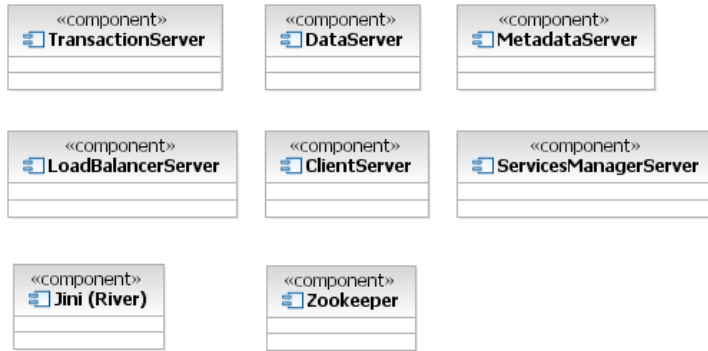 «component»
TransactionServer
«component»
DataServer
«component»
MetadataServer
«component»
LoadBalancerServer
«component»
ClientServer
«component»
ServicesManagerServer
«component»
Jini (River)
«component»
Zookeeper